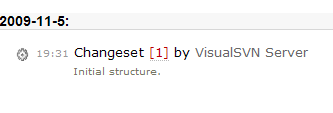 2009-11-5:
19:31 Changeset [1] by VisualSVN Server
Initial structure.